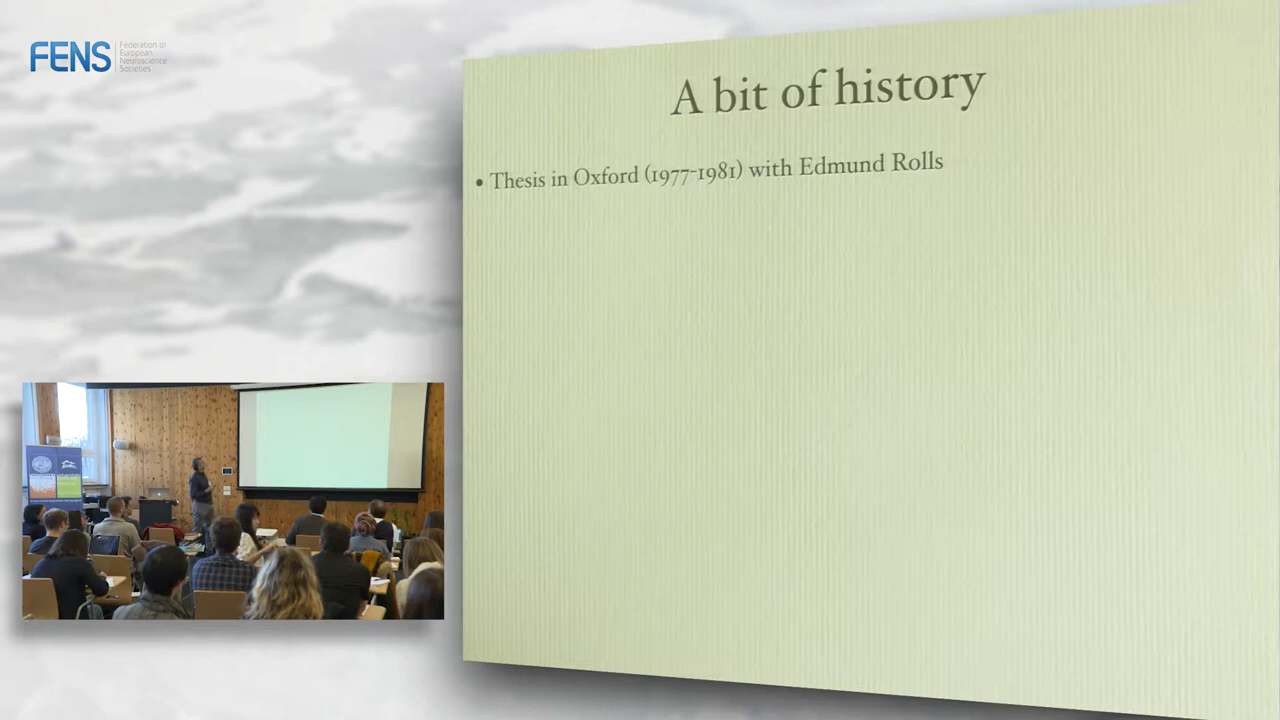 FENS
Federation of
European
Neuroscience
Societies
A bit of history
• Thesis in Oxford (1977-1981) with Edmund Rolls